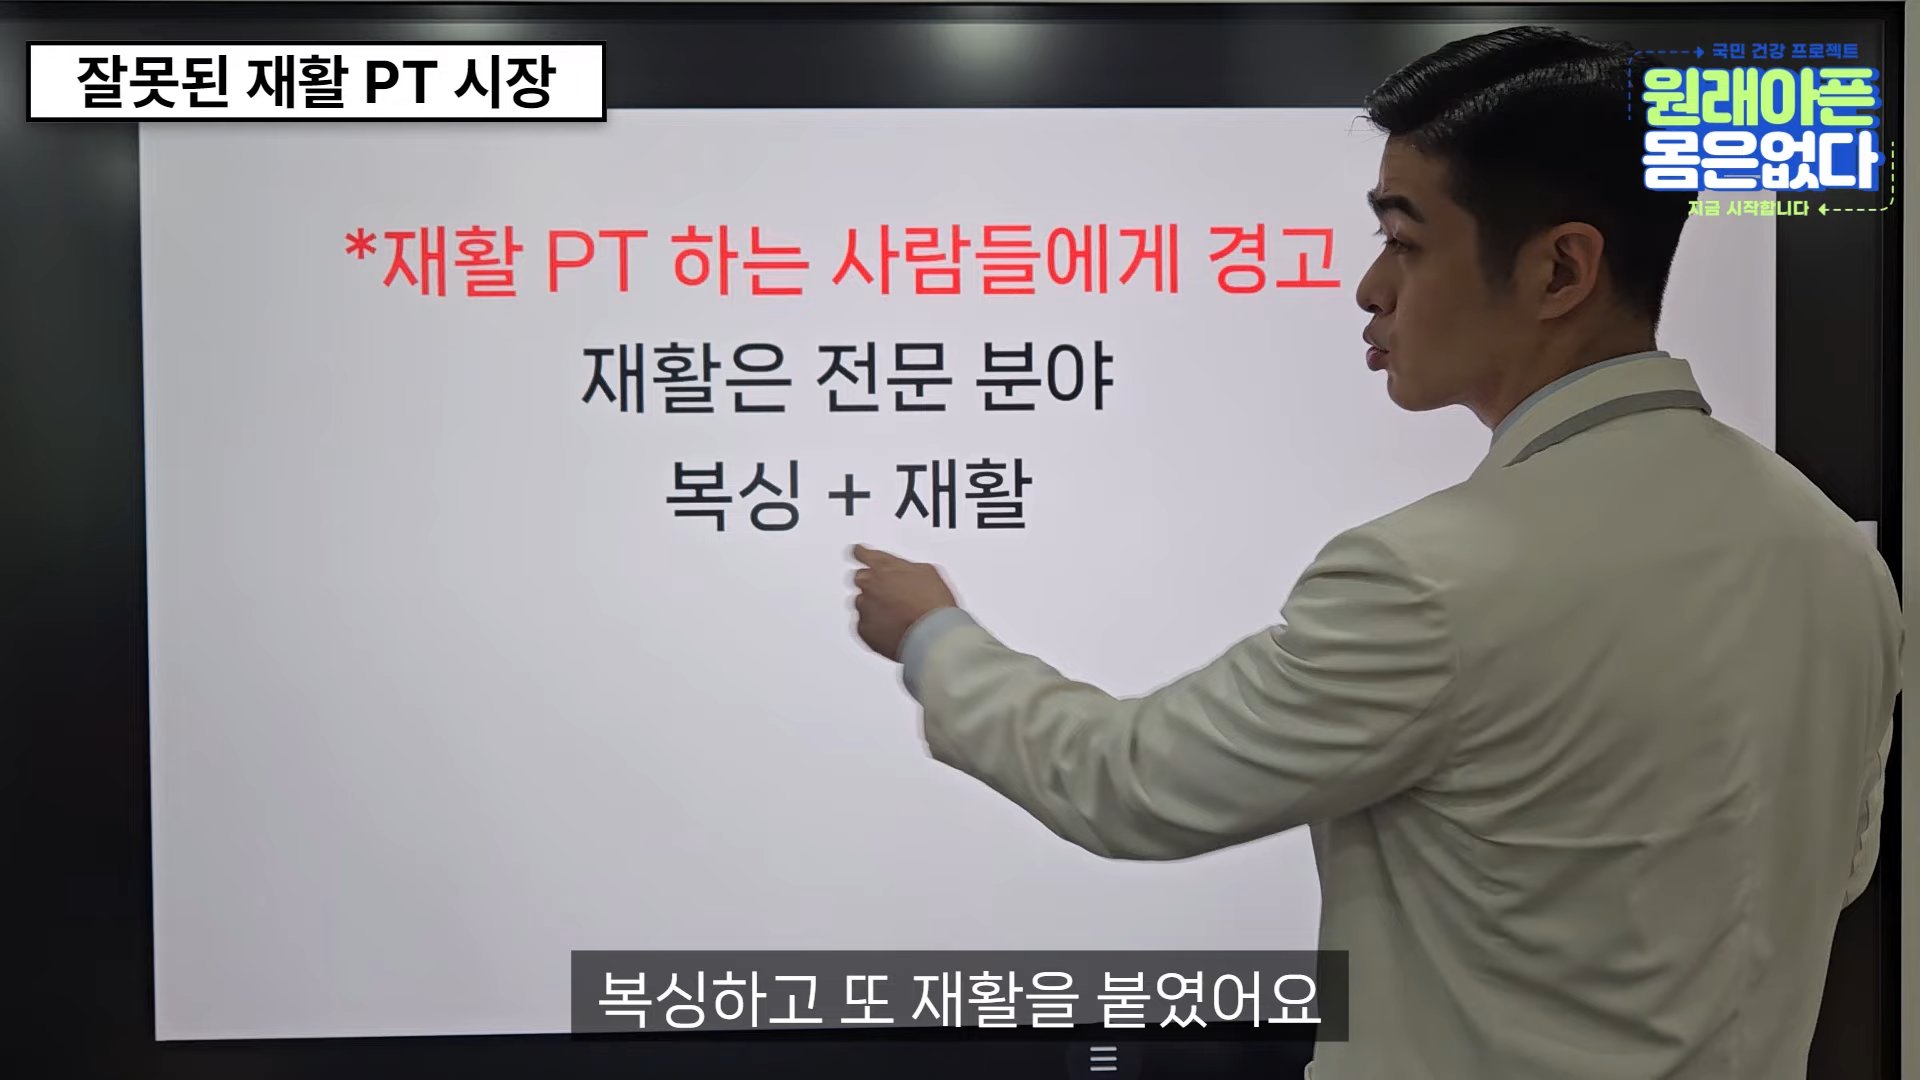 잘못된 재활 PT 시장
국민 건강 프로젝트
원래아픈
몸은없다
지금 시작합니다
*재활 PT 하는 사람들에게 경고
재활은 전문 분야
복싱 + 재활
복싱하고 또 재활을 붙였어요